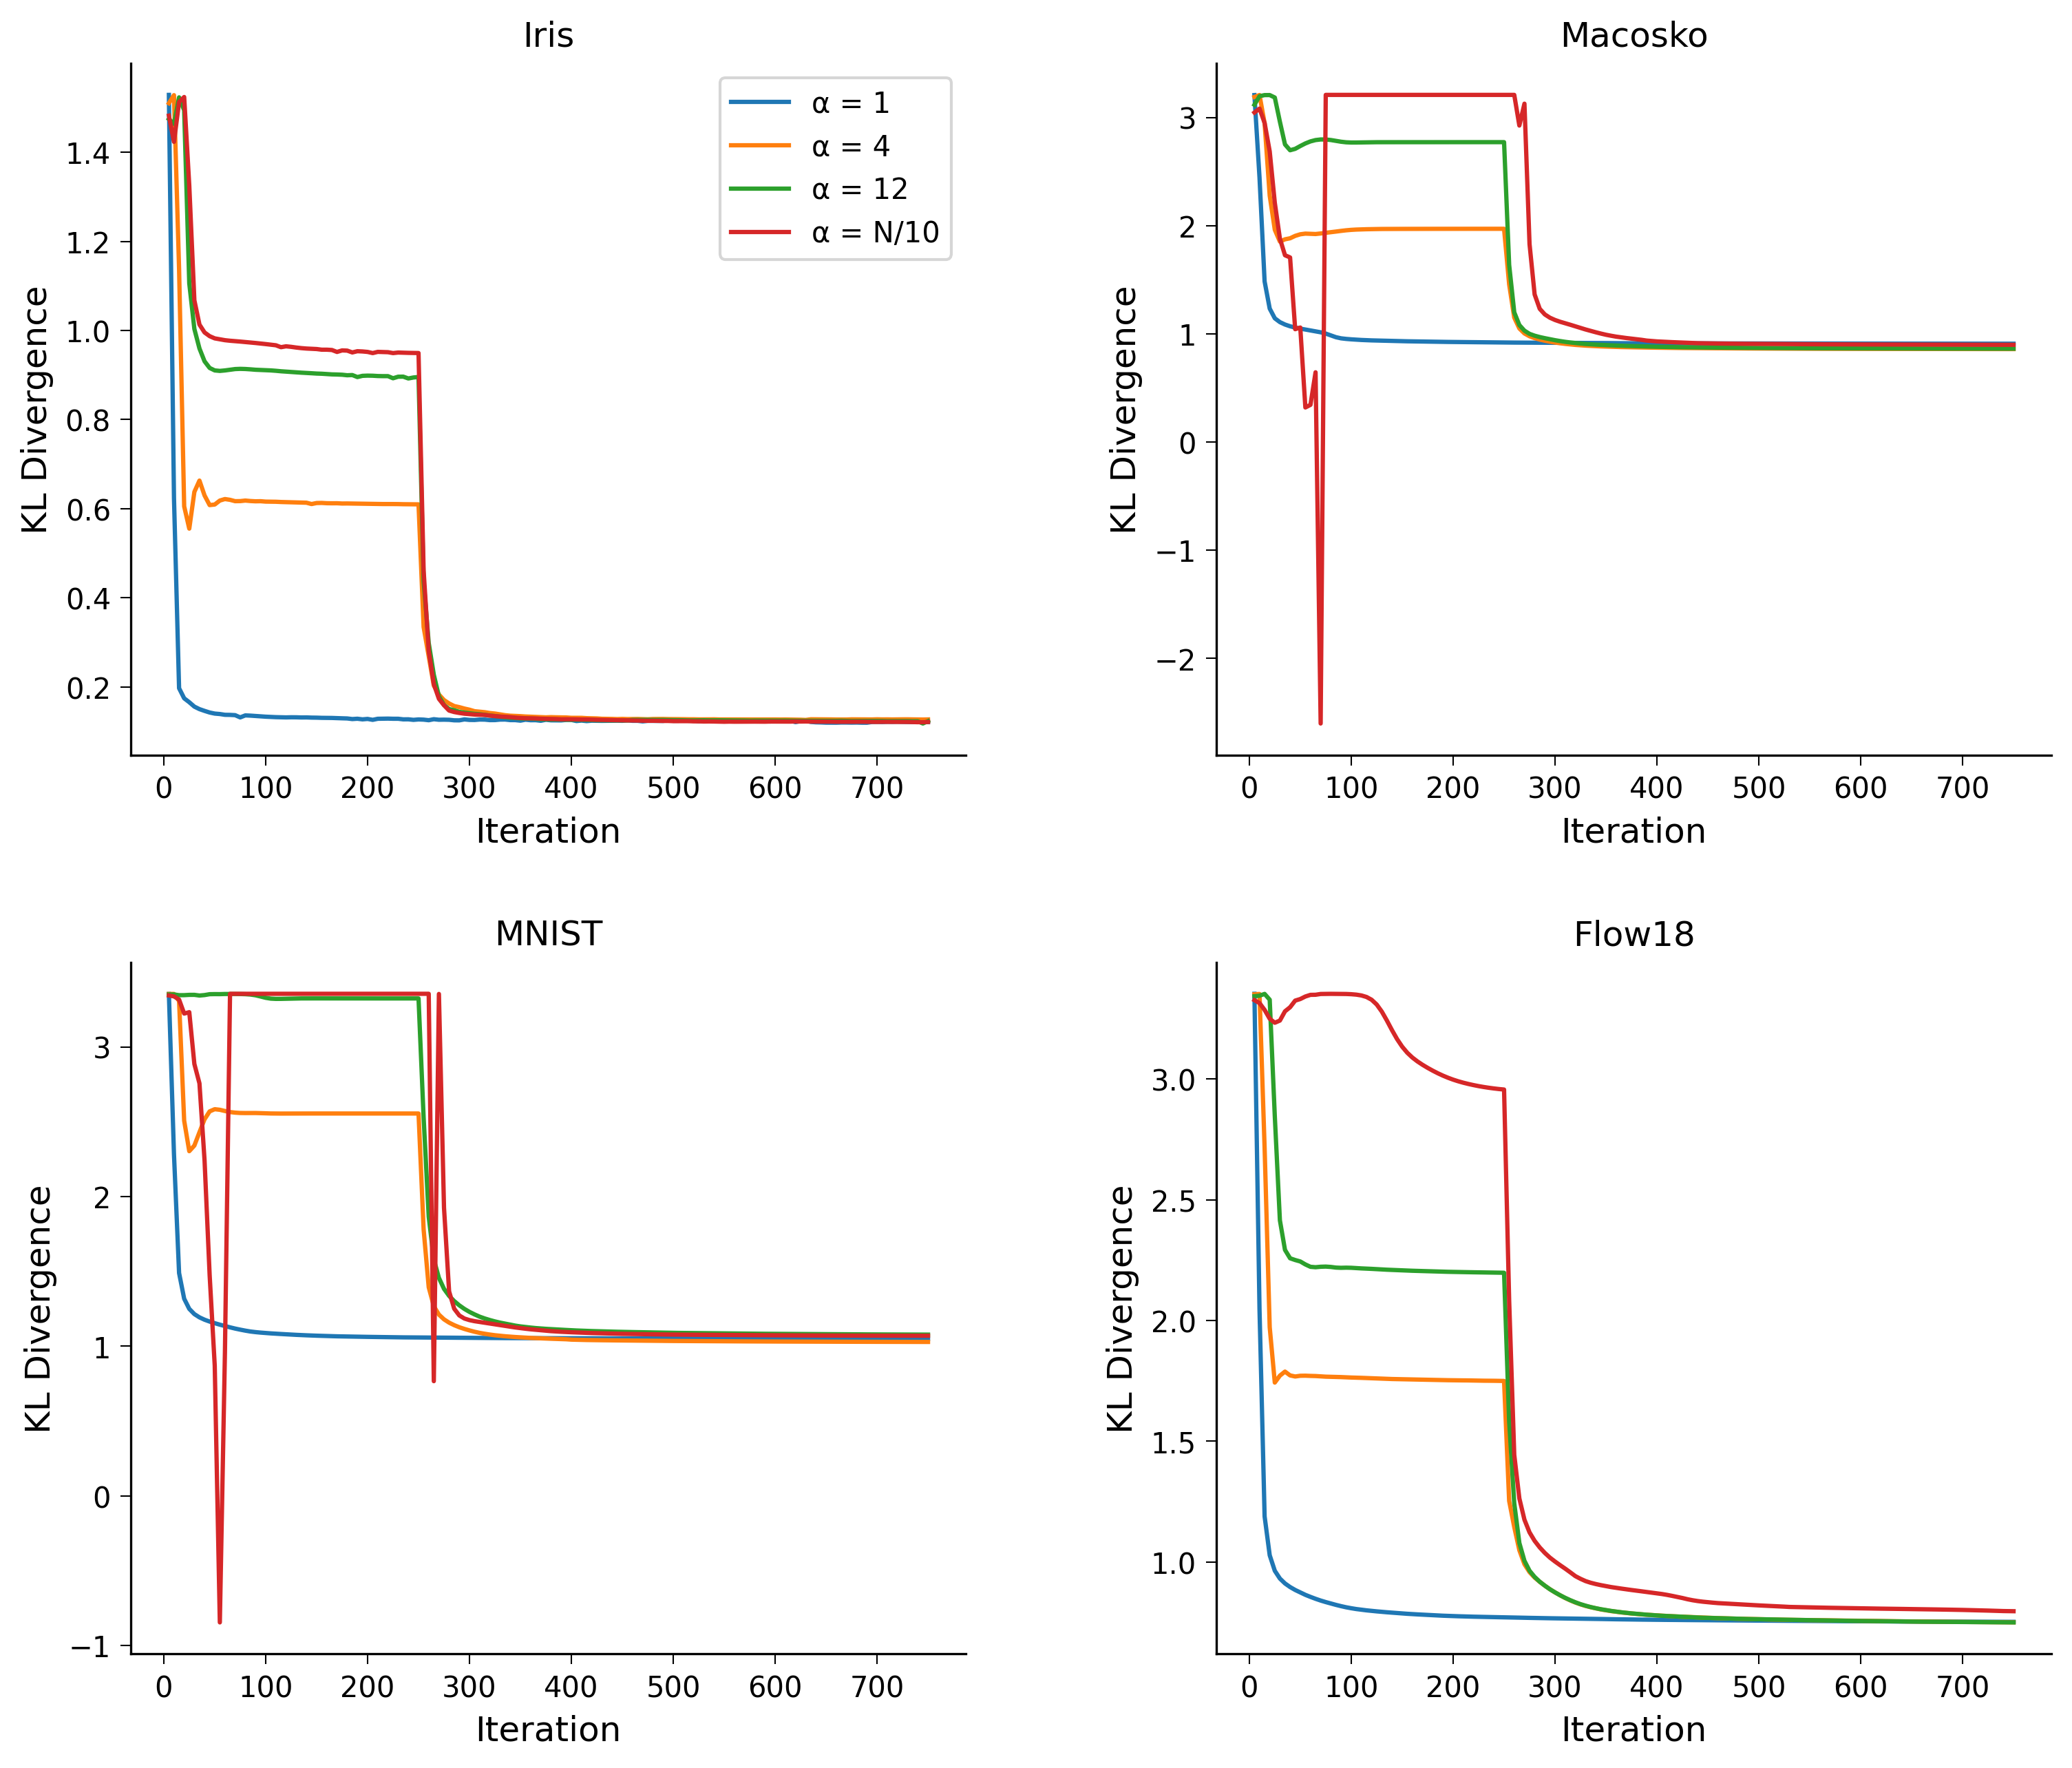 Iris
KL Divergence
1.4
1.2
1.0
0.8
0.6
0.4
0.2
α = 1
α = 4
α = 12
α = N/10
0 100 200 300 400 500 600 700
Iteration
Macosko
KL Divergence
3
2
1
0
−1
−2
0 100 200 300 400 500 600 700
Iteration
MNIST
KL Divergence
3
2
1
0
−1
0 100 200 300 400 500 600 700
Iteration
Flow18
KL Divergence
3.0
2.5
2.0
1.5
1.0
0 100 200 300 400 500 600 700
Iteration